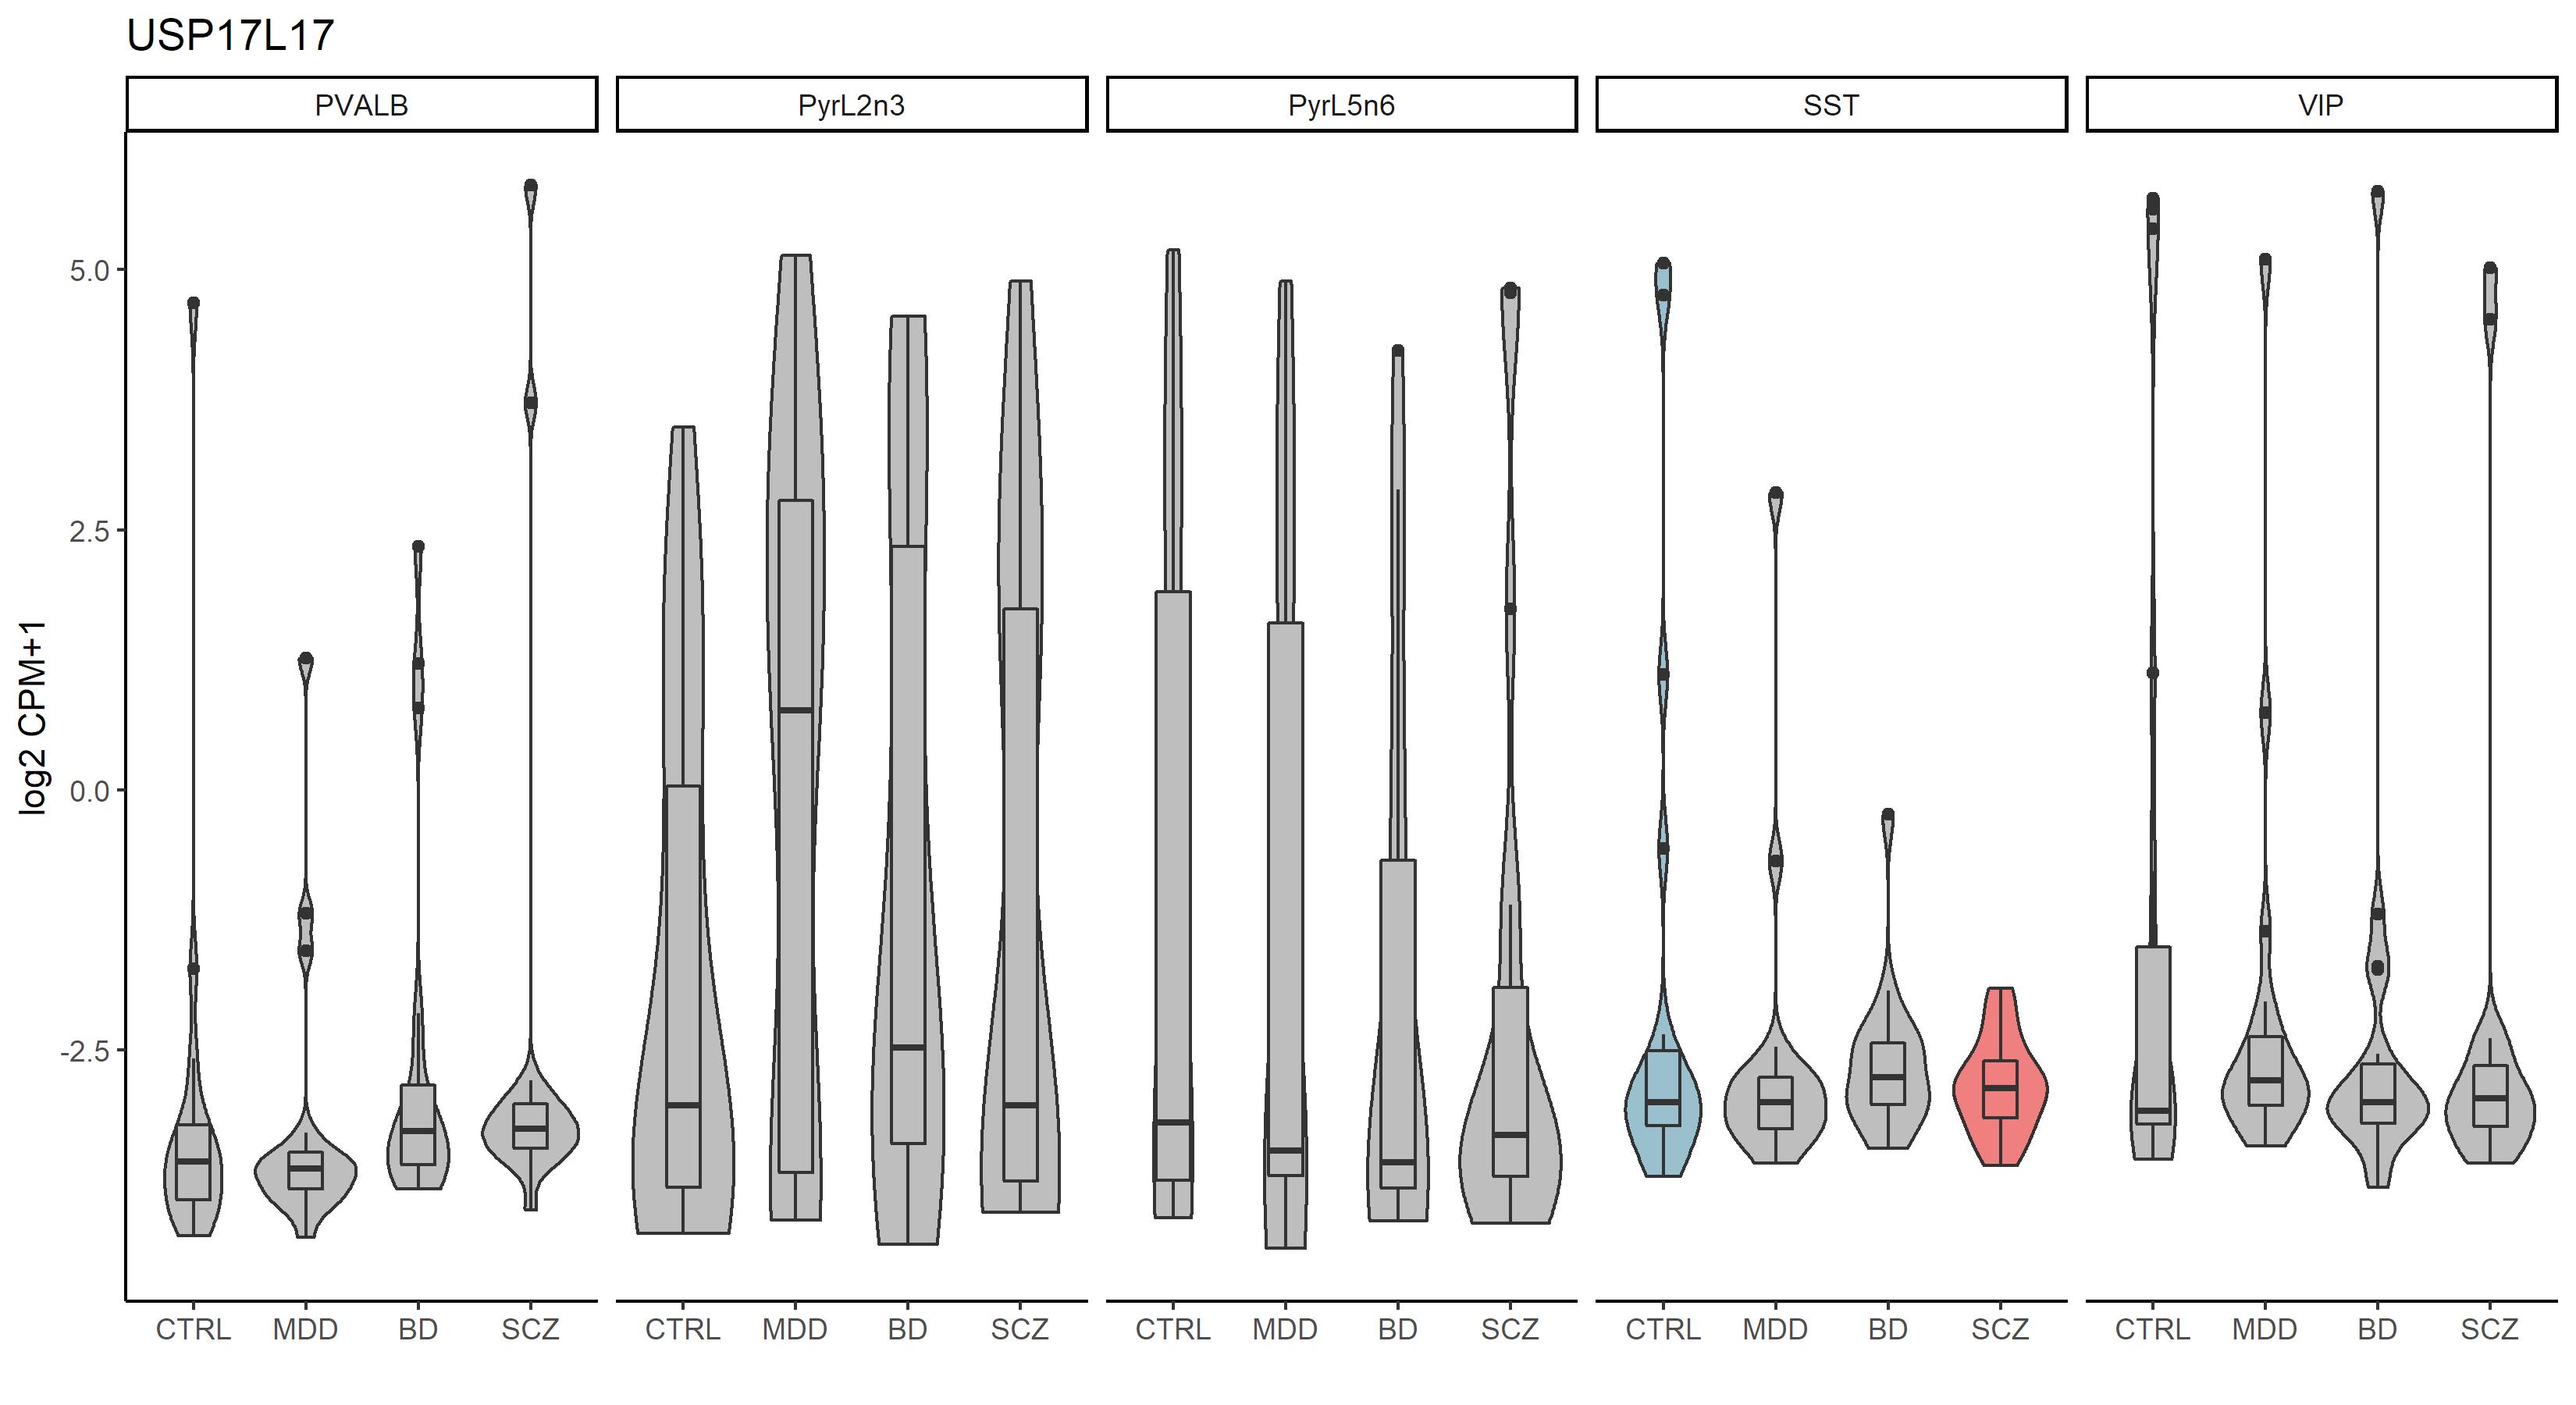 USP17L17
PVALB PyrL2n3 PyrL5n6 SST VIP
log2 CPM+1
5.0
2.5
0.0
-2.5
CTRL MDD BD SCZ CTRL MDD BD SCZ CTRL MDD BD SCZ CTRL MDD BD SCZ CTRL MDD BD SCZ